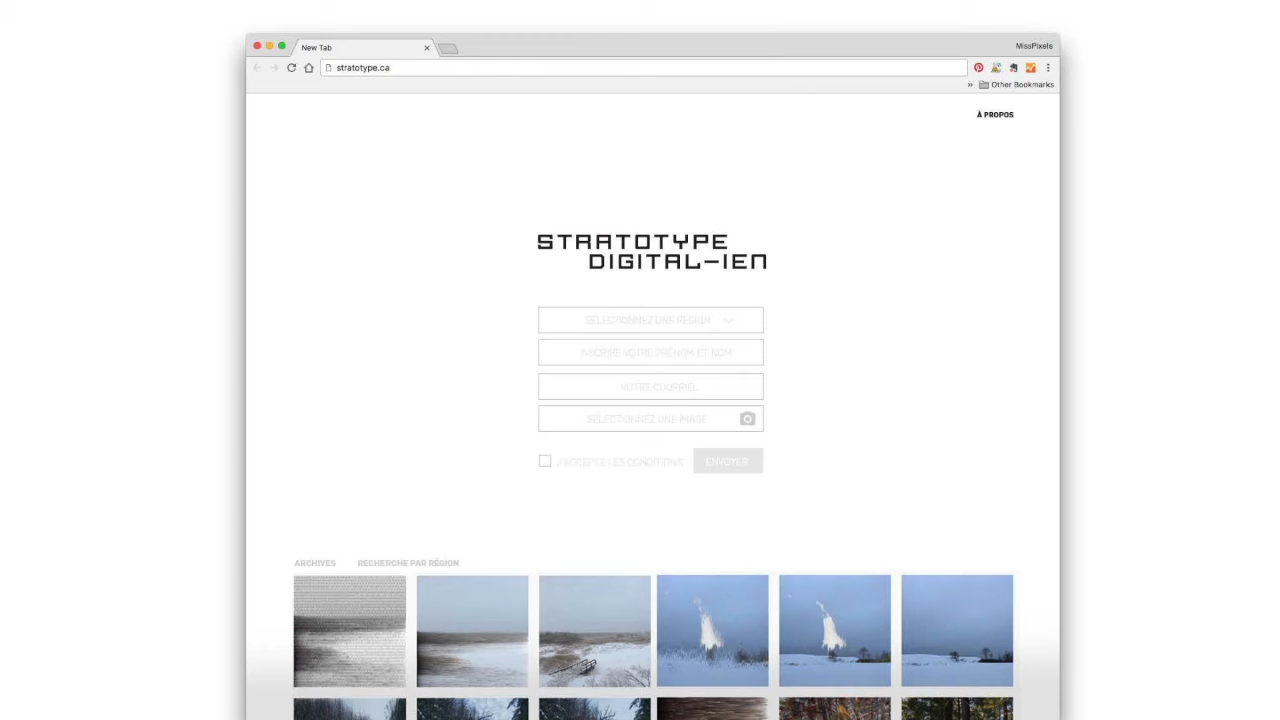 New Tab
MissPixels
stratotype.ca
» Other Bookmarks
À PROPOS
STRATOTYPE
DIGITAL–IEN
SÉLECTIONNEZ UNE RÉGION
INSCRIRE VOTRE PRÉNOM ET NOM
VOTRE COURRIEL
SÉLECTIONNEZ UNE IMAGE
J'ACCEPTE LES CONDITIONS ENVOYER
ARCHIVES RECHERCHE PAR RÉGION